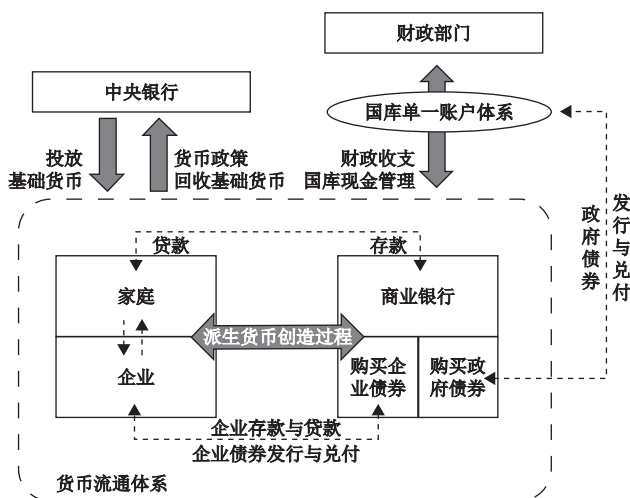 财政部门
中央银行
国库单一账户体系
投放
基础货币
货币政策
回收基础货币
财政收支
国库现金管理
政府债券
发行与兑付
贷款
存款
家庭
商业银行
派生货币创造过程
企业
购买企
业债券
购买政
府债券
企业存款与贷款
企业债券发行与兑付
货币流通体系